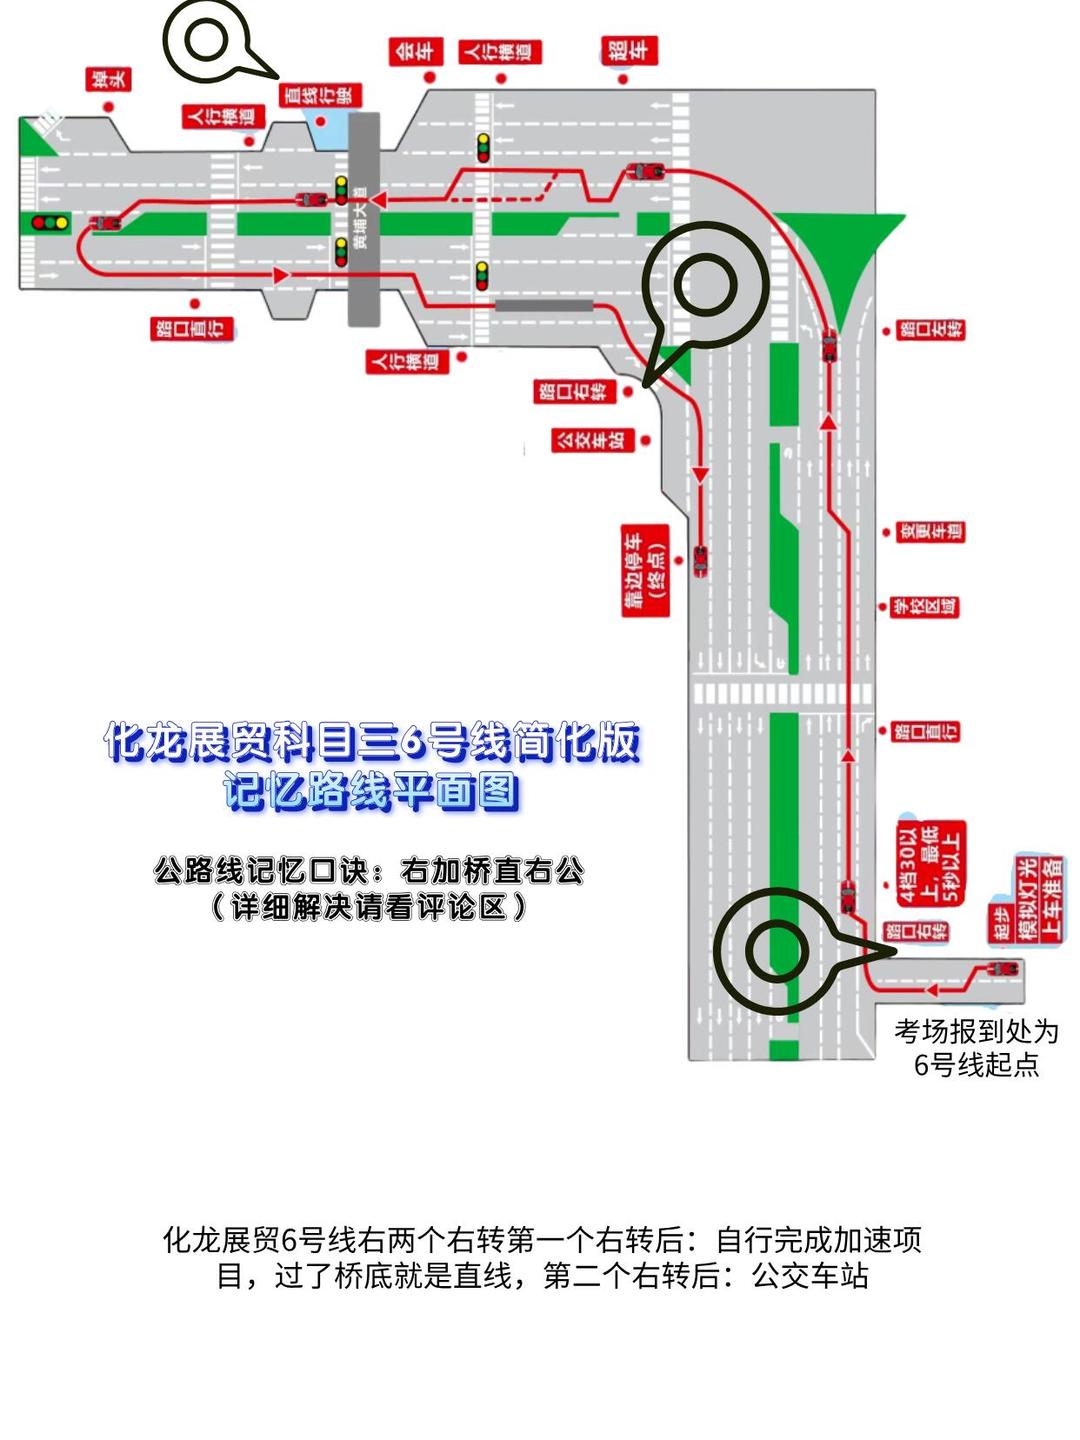 会车
人行横道
超车
掉头
直线行驶
人行横道
黄埔大道
路口直行
路口左转
人行横道
路口右转
公交车站
变更车道
靠边停车
（终点）
学校区域
路口直行
化龙展贸科目三6号线简化版
记忆路线平面图
4档30以
上，最低
5秒以上
公路线记忆口诀：右加桥直右公
（详细解决请看评论区）
路口右转
起步
模拟灯光
上车准备
考场报到处为
6号线起点
化龙展贸6号线右两个右转第一个右转后：自行完成加速项
目，过了桥底就是直线，第二个右转后：公交车站